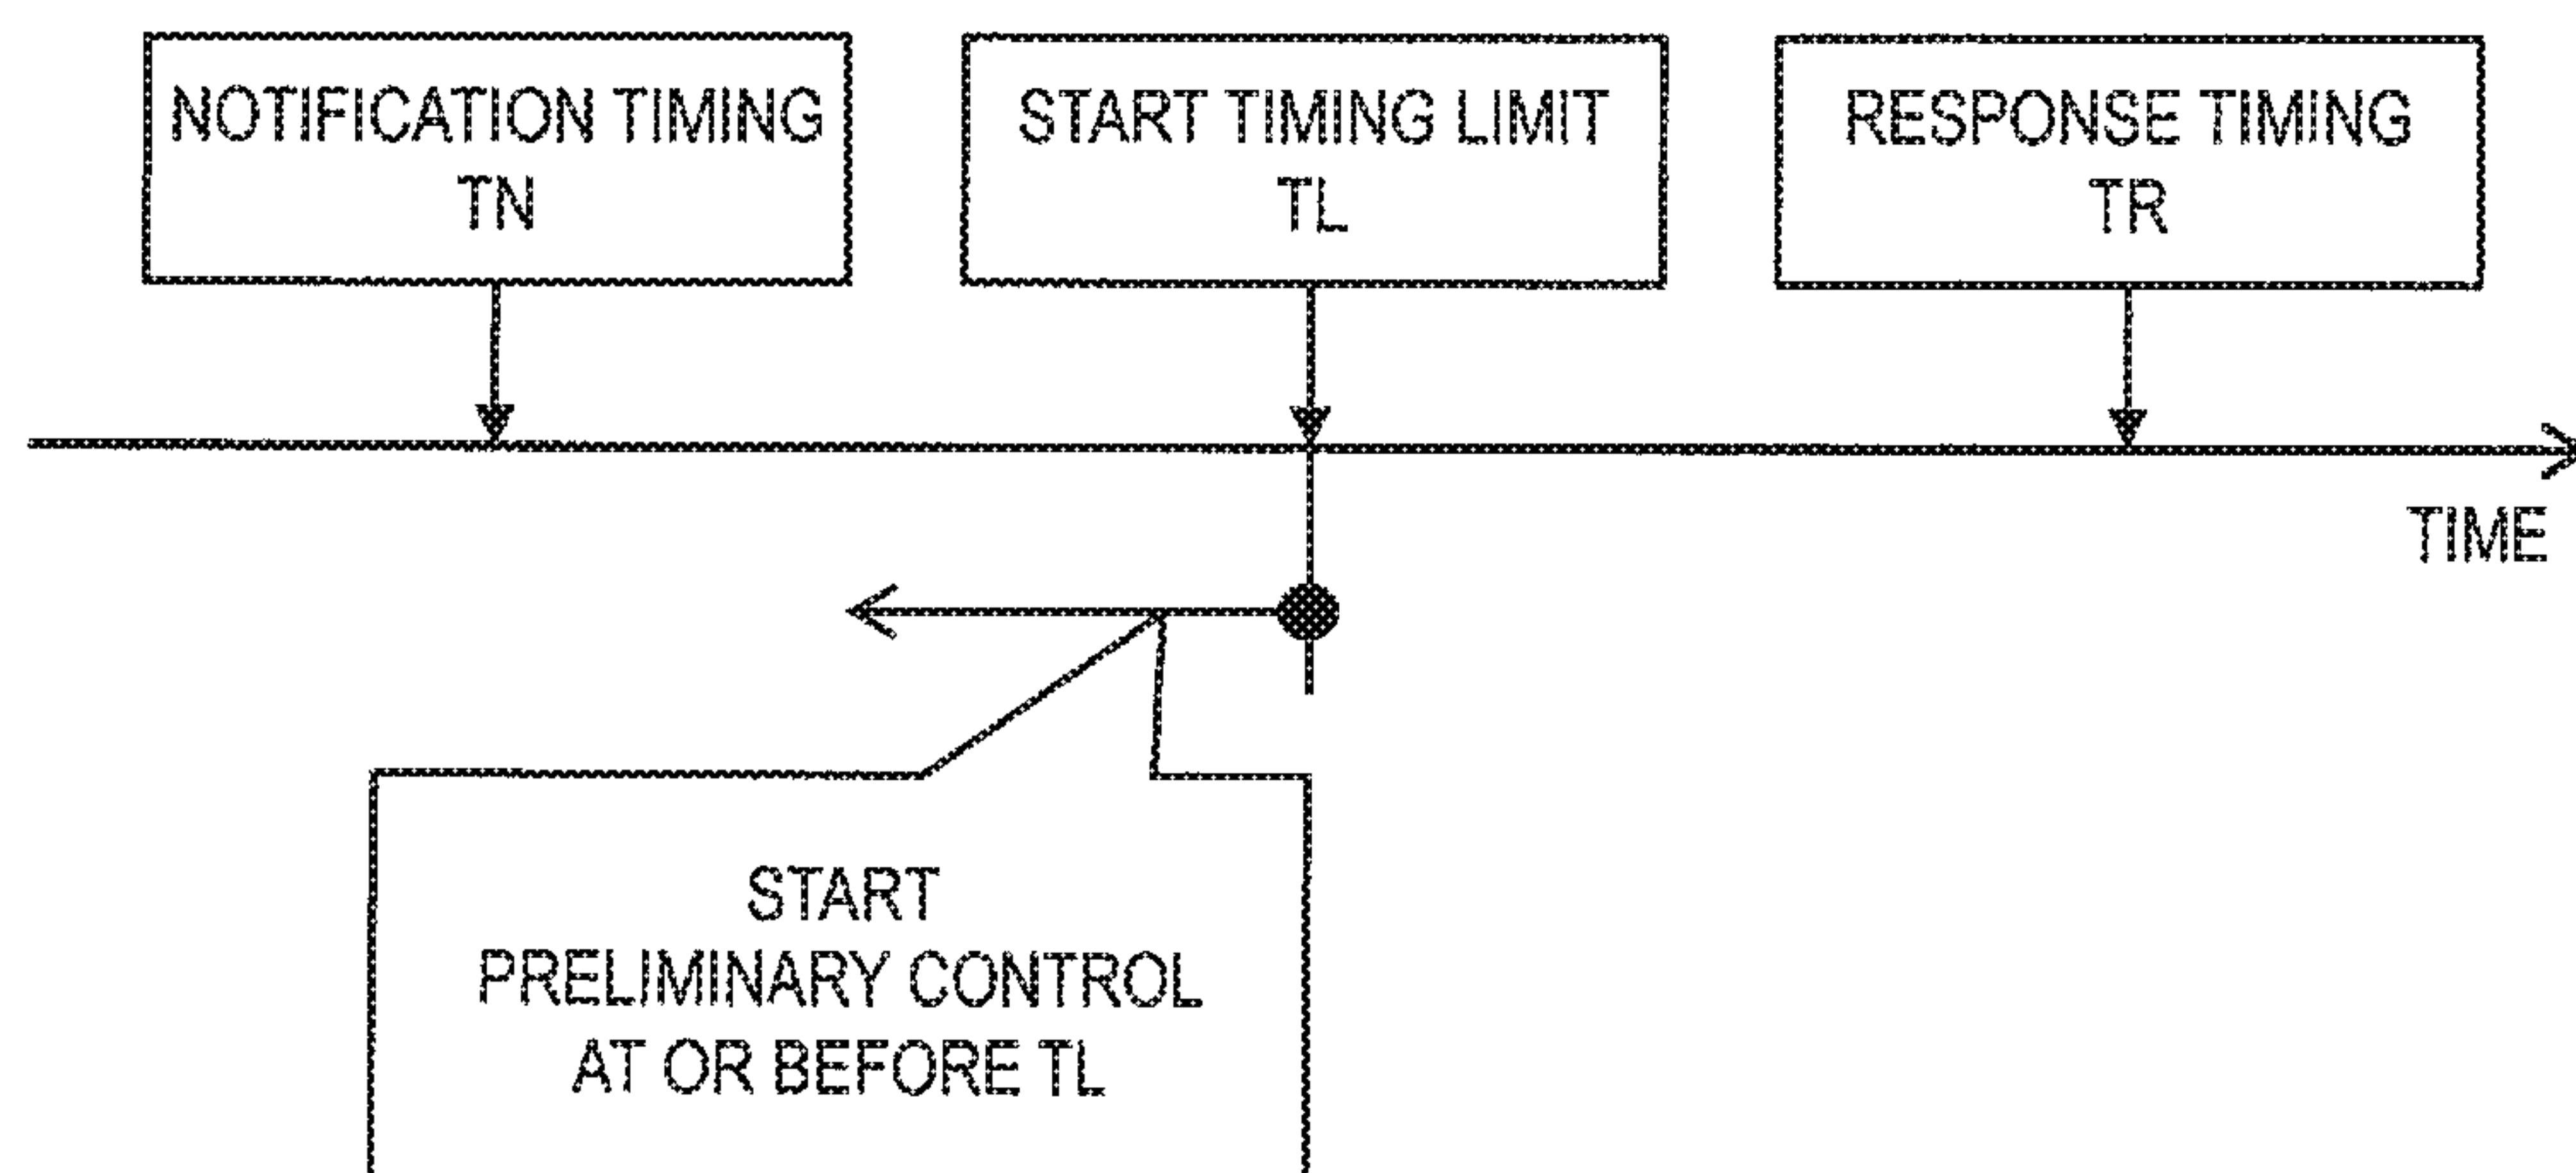 NOTIFICATION TIMING
TN
START TIMING LIMIT
TL
RESPONSE TIMING
TR
TIME
START
PRELIMINARY CONTROL
AT OR BEFORE TL